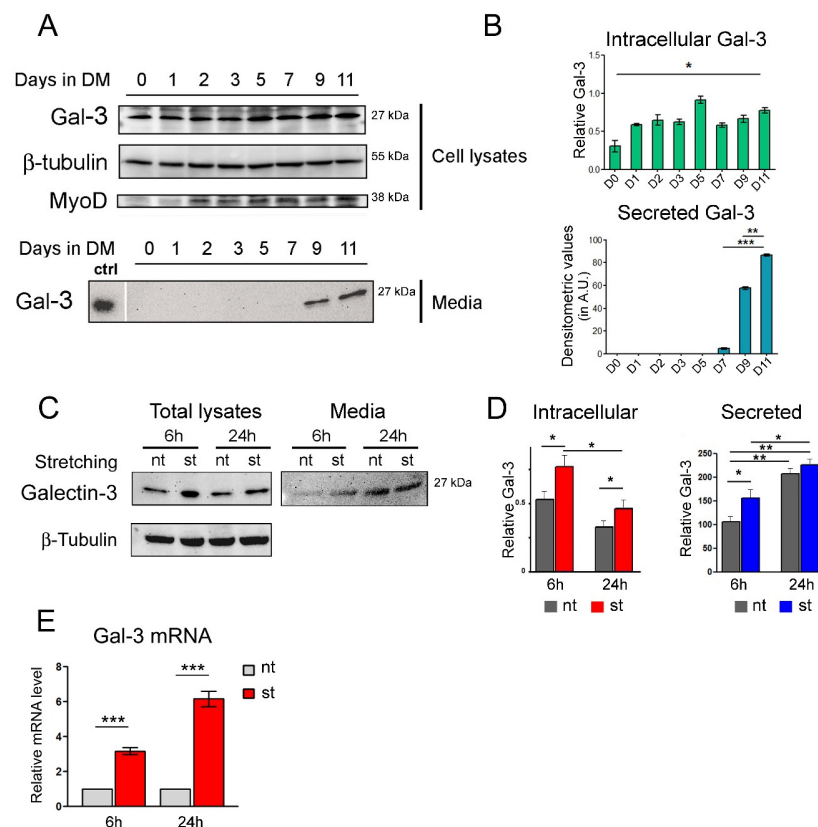 A
Days in DM 0 1 2 3 5 7 9 11
Gal-3 27 kDa
β-tubulin 55 kDa
MyoD 38 kDa
Cell lysates
Days in DM 0 1 2 3 5 7 9 11
ctrl
Gal-3 27 kDa
Media
B
Intracellular Gal-3
Relative Gal-3
1.5
1.0
0.5
0.0
*
D0 D1 D2 D3 D5 D7 D9 D11
Secreted Gal-3
Densitometric values
(in A.U.)
100
80
60
40
20
0
**
***
D0 D1 D2 D3 D5 D7 D9 D11
C
Total lysates Media
6h 24h 6h 24h
Stretching nt st nt st nt st nt st
Galectin-3 27 kDa
β-Tubulin
D
Intracellular
Relative Gal-3
0.5
0
* *
*
6h 24h
nt st
Secreted
Relative Gal-3
250
200
150
100
50
0
*
**
**
*
6h 24h
nt st
E
Gal-3 mRNA
Relative mRNA level
8
6
4
2
0
***
***
nt
st
6h 24h